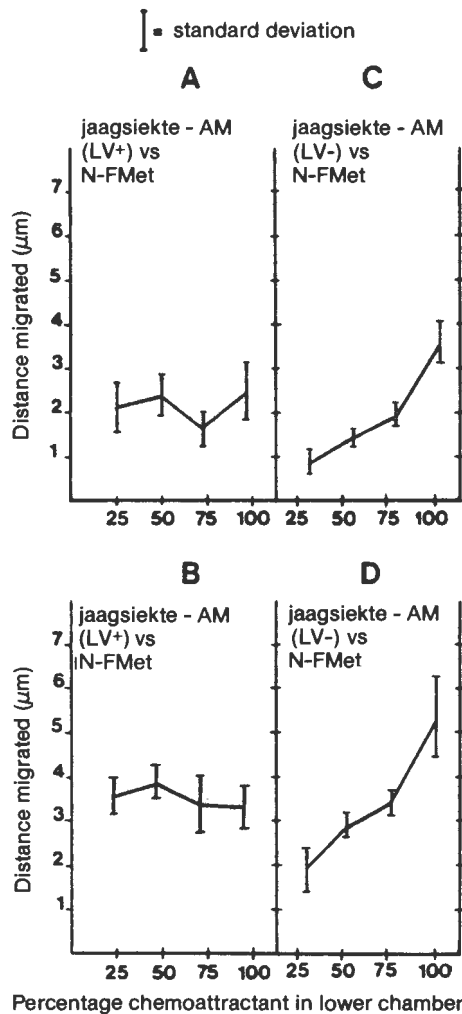 = standard deviation
A
jaagsiekte - AM
(LV+) vs
N-FMet
C
jaagsiekte - AM
(LV-) vs
N-FMet
Distance migrated (μm)
7
6
5
4
3
2
1
25 50 75 100
25 50 75 100
B
jaagsiekte - AM
(LV+) vs
N-FMet
D
jaagsiekte - AM
(LV-) vs
N-FMet
Distance migrated (μm)
7
6
5
4
3
2
1
25 50 75 100
25 50 75 100
Percentage chemoattractant in lower chamber